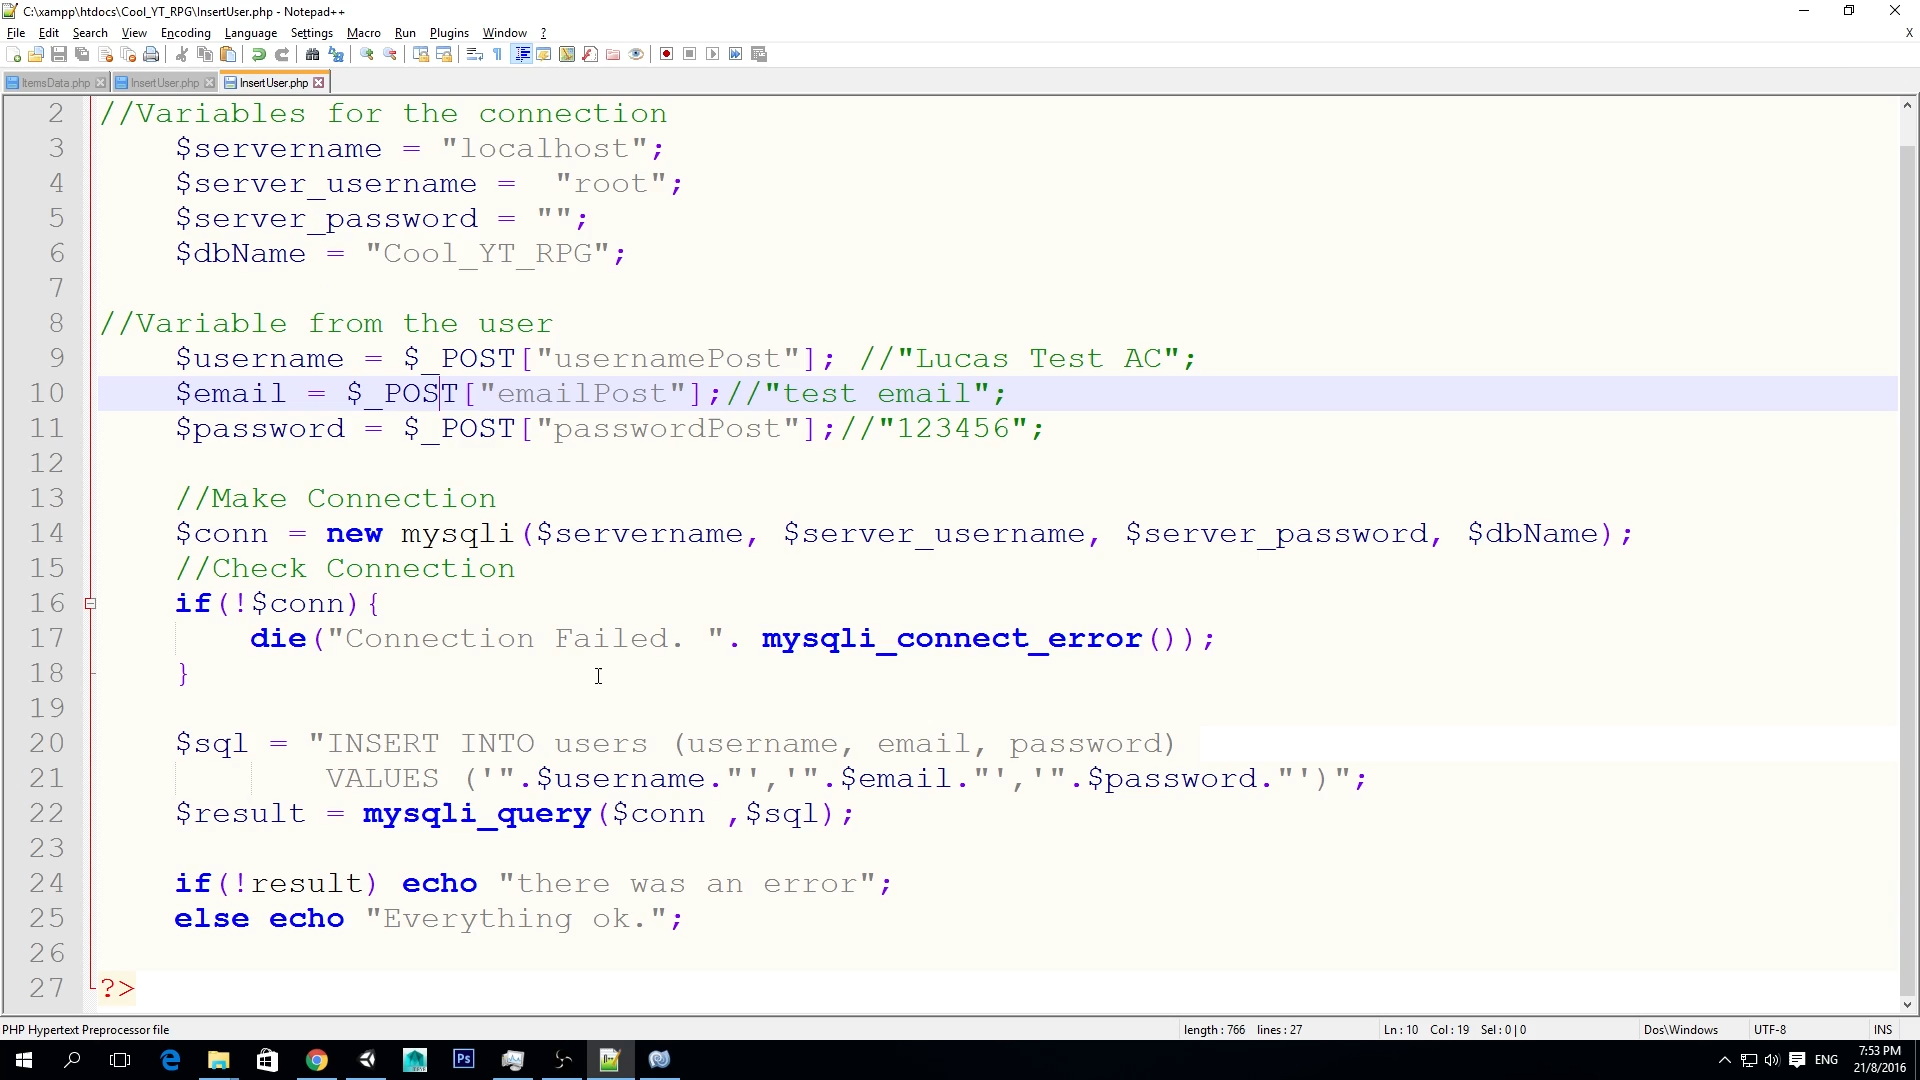 C:\xampp\htdocs\Cool_YT_RPG\InsertUser.php - Notepad++
File Edit Search View Encoding Language Settings Macro Run Plugins Window ? X
ItemsData.php InsertUser.php InsertUser.php
2 //Variables for the connection
3 $servername = "localhost";
4 $server_username =  "root";
5 $server_password = "";
6 $dbName = "Cool_YT_RPG";
7
8 //Variable from the user
9 $username = $_POST["usernamePost"]; //"Lucas Test AC";
10 $email = $_POST["emailPost"];//"test email";
11 $password = $_POST["passwordPost"];//"123456";
12
13 //Make Connection
14 $conn = new mysqli($servername, $server_username, $server_password, $dbName);
15 //Check Connection
16 if(!$conn){
17 die("Connection Failed. ". mysqli_connect_error());
18 }
19
20 $sql = "INSERT INTO users (username, email, password)
21 VALUES ('".$username."','".$email."','".$password."')";
22 $result = mysqli_query($conn ,$sql);
23
24 if(!result) echo "there was an error";
25 else echo "Everything ok.";
26
27 ?>
PHP Hypertext Preprocessor file length : 766 lines : 27 Ln : 10 Col : 19 Sel : 0 | 0 Dos\Windows UTF-8 INS
Ps ENG 7:53 PM
21/8/2016